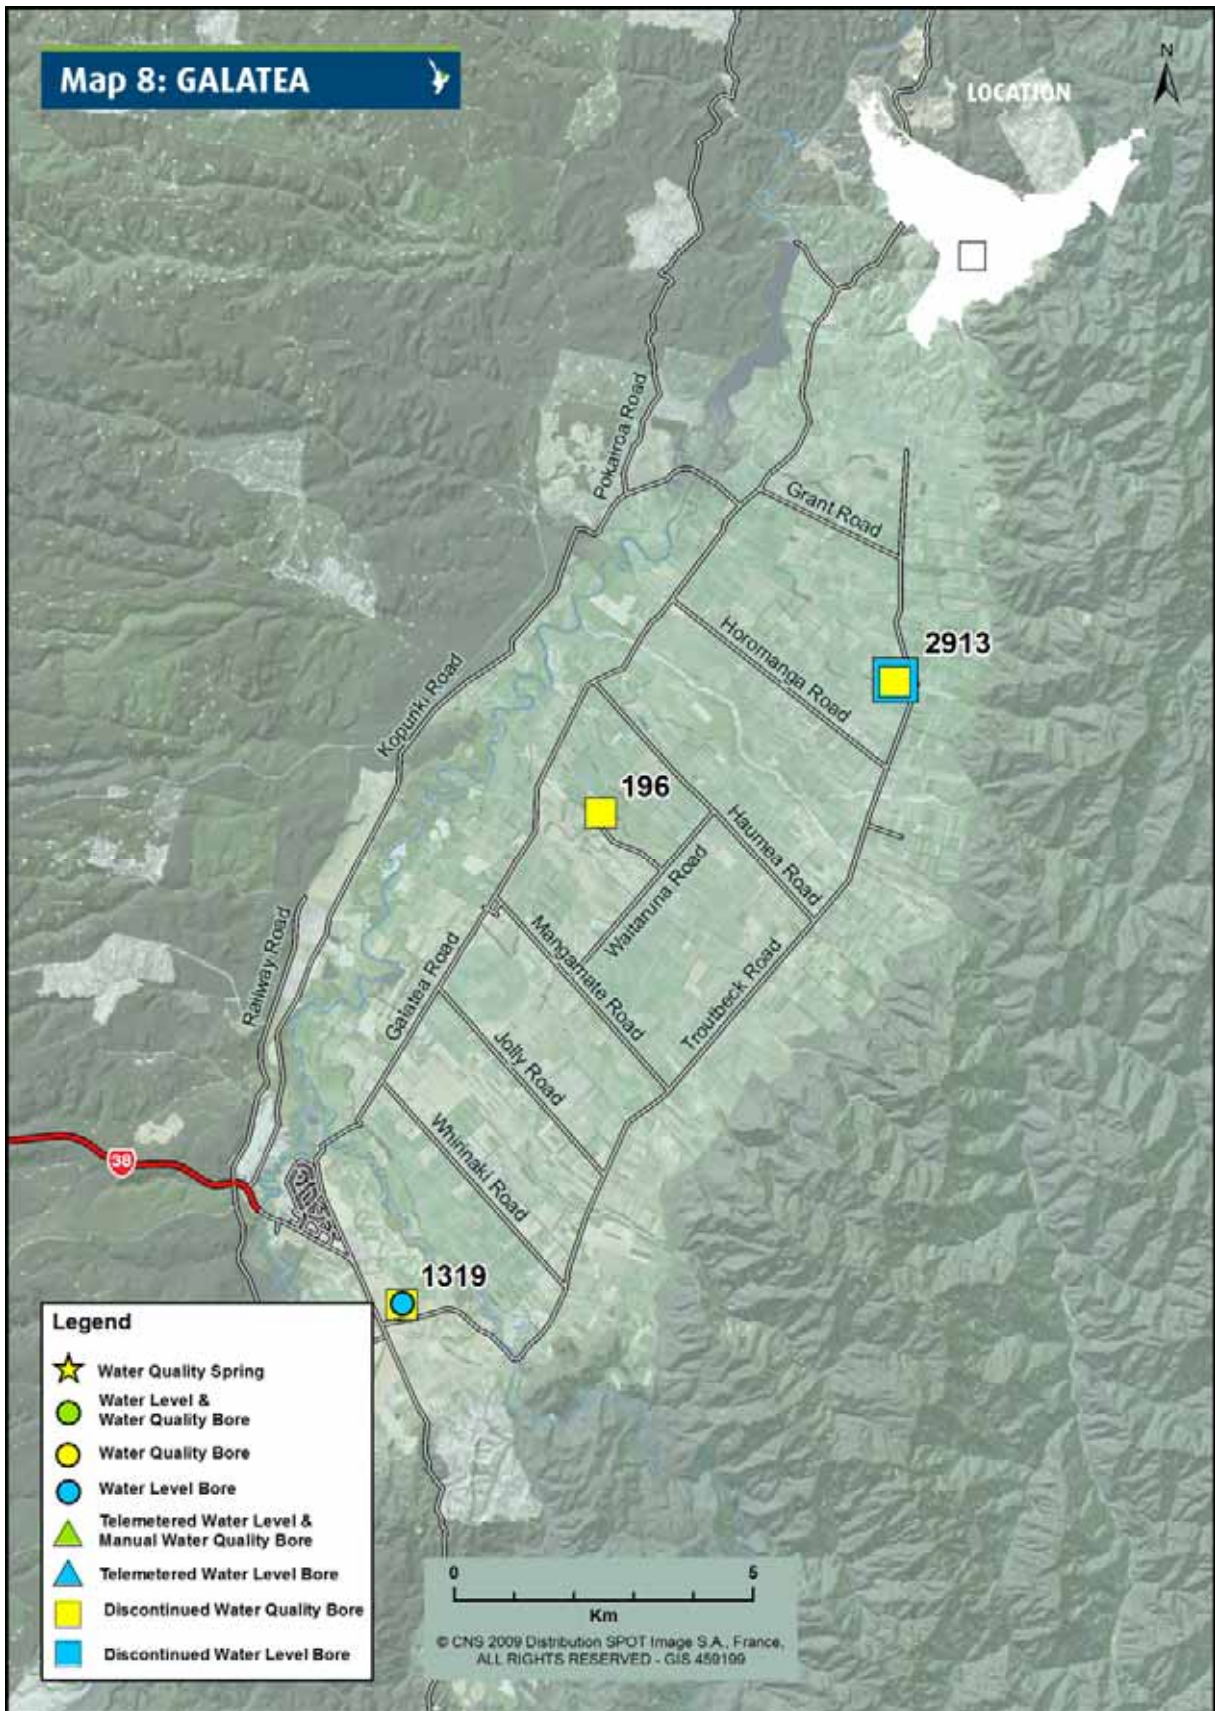 Map 8: GALATEA
N
LOCATION
Pokairoa Road
Grant Road
Horomanga Road
2913
Kopuriki Road
196
Haumea Road
Waitaruna Road
Mangamate Road
Railway Road
Galatea Road
Troutbeck Road
Jolly Road
Whirinaki Road
38
1319
Legend
Water Quality Spring
Water Level &
Water Quality Bore
Water Quality Bore
Water Level Bore
Telemetered Water Level &
Manual Water Quality Bore
Telemetered Water Level Bore
Discontinued Water Quality Bore
Discontinued Water Level Bore
0 5
Km
© CNS 2009 Distribution SPOT Image S.A., France,
ALL RIGHTS RESERVED - GIS 459199